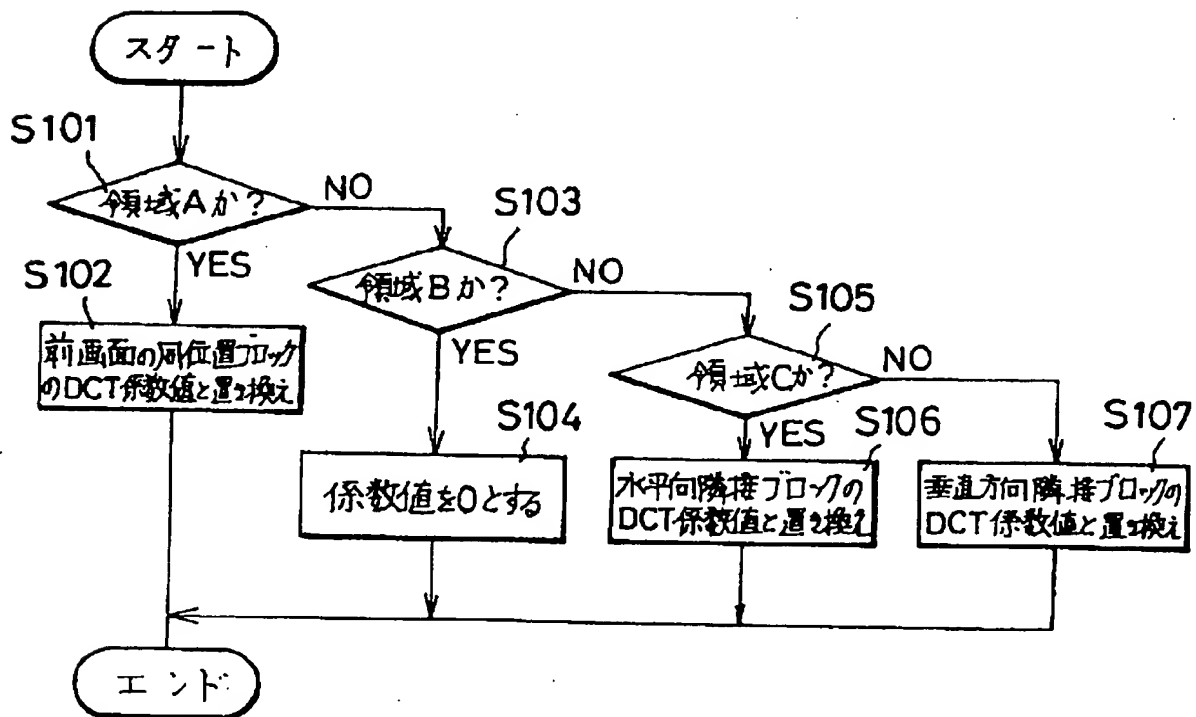 スタート
S101
領域Aか?
NO
YES
S102
前画面の同位置ブロック
のDCT係数値と置き換え
S103
領域Bか?
NO
YES
S104
係数値を0とする
S105
領域Cか?
NO
YES
S106
水平向隣接ブロックの
DCT係数値と置き換え
S107
垂直方向隣接ブロックの
DCT係数値と置き換え
エンド